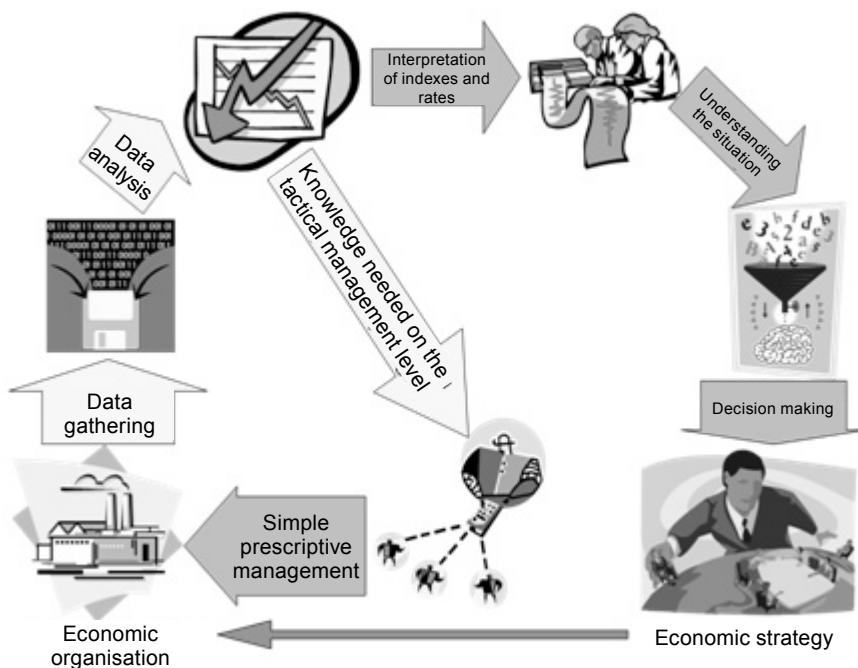 Interpretation
of indexes and
rates
Understanding
the situation
Data
analysis
Knowledge needed on the
tactical management level
Decision making
Data
gathering
Simple
prescriptive
management
Economic
organisation
Economic strategy